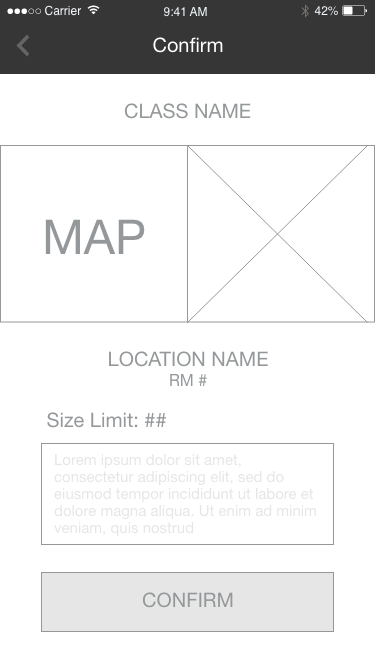 Carrier
9:41 AM
42%
Confirm
CLASS NAME
MAP
LOCATION NAME
RM #
Size Limit: ##
Lorem ipsum dolor sit amet,
consectetur adipiscing elit, sed do
eiusmod tempor incididunt ut labore et
dolore magna aliqua. Ut enim ad minim
veniam, quis nostrud
CONFIRM